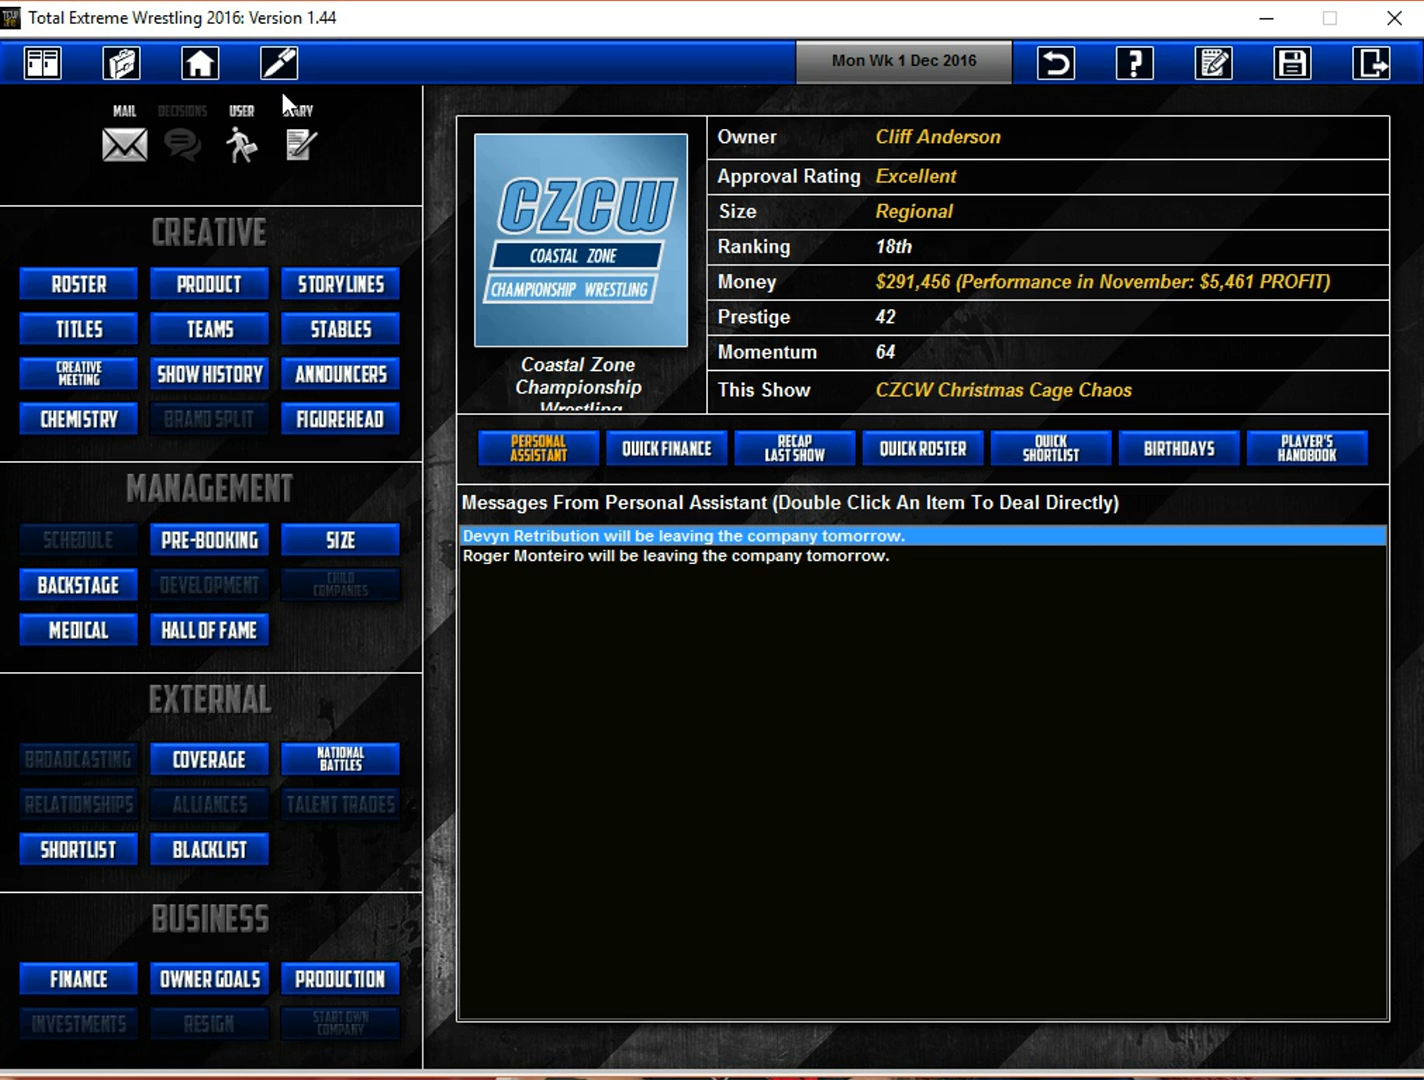 Total Extreme Wrestling 2016: Version 1.44
Mon Wk 1 Dec 2016
?
MAIL
DECISIONS
USER
CZCW
COASTAL ZONE
CHAMPIONSHIP WRESTLING
Coastal Zone
Championship
Wrestling
Owner Cliff Anderson
Approval Rating Excellent
Size Regional
Ranking 18th
Money $291,456 (Performance in November: $5,461 PROFIT)
Prestige 42
Momentum 64
This Show CZCW Christmas Cage Chaos
CREATIVE
ROSTER PRODUCT STORYLINES
TITLES TEAMS STABLES
CREATIVE MEETING SHOW HISTORY ANNOUNCERS
CHEMISTRY BRAND SPLIT FIGUREHEAD
MANAGEMENT
SCHEDULE PRE-BOOKING SIZE
BACKSTAGE DEVELOPMENT CHILD COMPANIES
MEDICAL HALL OF FAME
EXTERNAL
BROADCASTING COVERAGE NATIONAL BATTLES
RELATIONSHIPS ALLIANCES TALENT TRADES
SHORTLIST BLACKLIST
BUSINESS
FINANCE OWNER GOALS PRODUCTION
INVESTMENTS RESIGN START OWN COMPANY
PERSONAL ASSISTANT QUICK FINANCE RECAP LAST SHOW QUICK ROSTER QUICK SHORTLIST BIRTHDAYS PLAYER'S HANDBOOK
Messages From Personal Assistant (Double Click An Item To Deal Directly)
Devyn Retribution will be leaving the company tomorrow.
Roger Monteiro will be leaving the company tomorrow.